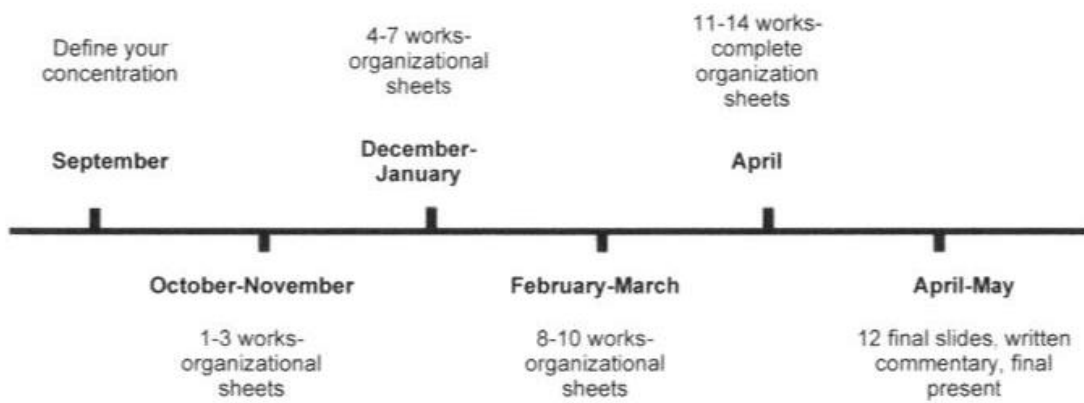 Define your
concentration
September
October-November
1-3 works-
organizational
sheets
4-7 works-
organizational
sheets
December-
January
February-March
8-10 works-
organizational
sheets
11-14 works-
complete
organization
sheets
April
April-May
12 final slides, written
commentary, final
present